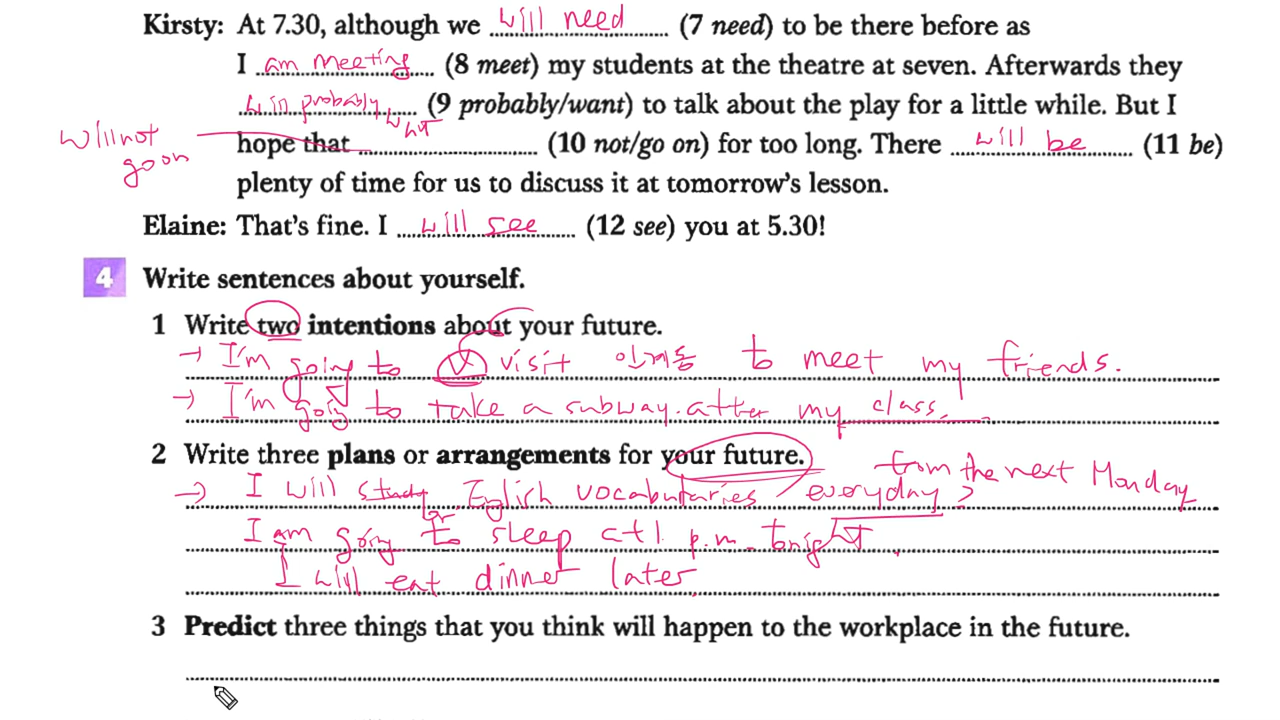 Kirsty: At 7.30, although we will need (7 need) to be there before as
I am meeting (8 meet) my students at the theatre at seven. Afterwards they
will probably want (9 probably/want) to talk about the play for a little while. But I
will not go on
hope that (10 not/go on) for too long. There will be (11 be)
plenty of time for us to discuss it at tomorrow's lesson.
Elaine: That's fine. I will see (12 see) you at 5.30!
4 Write sentences about yourself.
1 Write two intentions about your future.
→ I'm going to visit 인계동 to meet my friends.
→ I'm going to take a subway. after my class.
2 Write three plans or arrangements for your future.
from the next Monday
→ I will study English vocabularies everyday
I am going to sleep at 1 p.m. tonight.
I will eat dinner later.
3 Predict three things that you think will happen to the workplace in the future.